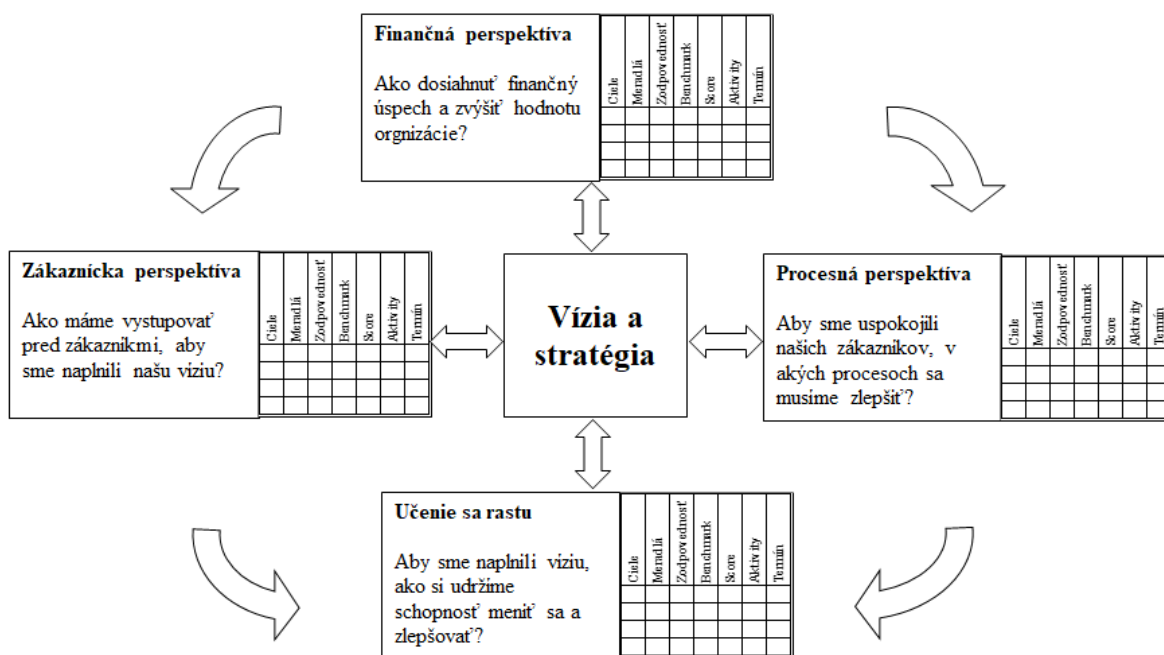 Finančná perspektíva
Ako dosiahnuť finančný
úspech a zvýšiť hodnotu
orgnizácie?
Ciele
Meradlá
Zodpovednosť
Benchmark
Score
Aktivity
Termín
Zákaznícka perspektíva
Ako máme vystupovať
pred zákazníkmi, aby
sme naplnili našu víziu?
Ciele
Meradlá
Zodpovednosť
Benchmark
Score
Aktivity
Termín
Vízia a
stratégia
Procesná perspektíva
Aby sme uspokojili
našich zákazníkov, v
akých procesoch sa
musíme zlepšiť?
Ciele
Meradlá
Zodpovednosť
Benchmark
Score
Aktivity
Termín
Učenie sa rastu
Aby sme naplnili víziu,
ako si udržíme
schopnosť meniť sa a
zlepšovať?
Ciele
Meradlá
Zodpovednosť
Benchmark
Score
Aktivity
Termín